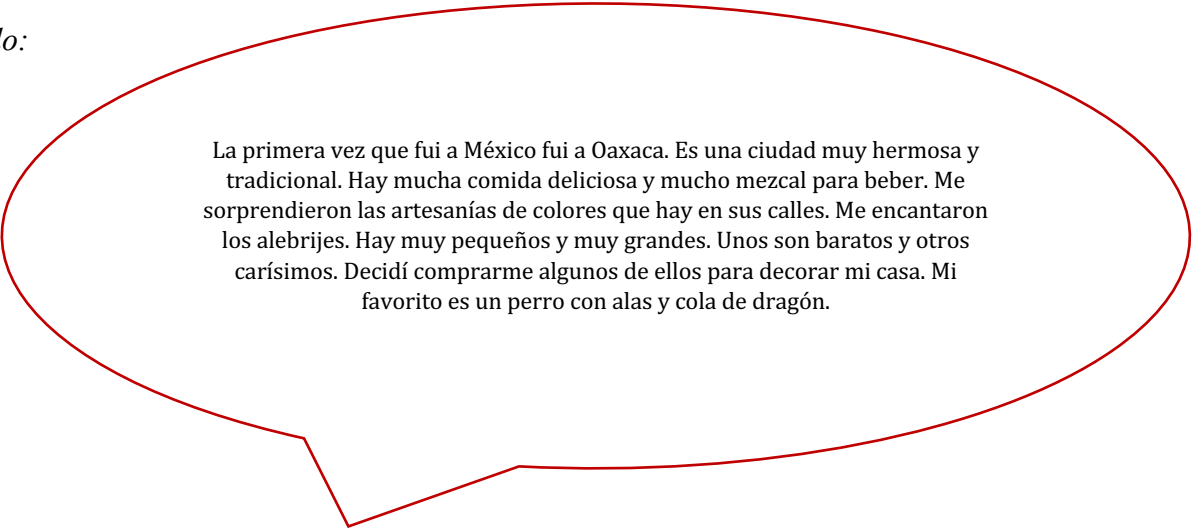 lo:
La primera vez que fui a México fui a Oaxaca. Es una ciudad muy hermosa y
tradicional. Hay mucha comida deliciosa y mucho mezcal para beber. Me
sorprendieron las artesanías de colores que hay en sus calles. Me encantaron
los alebrijes. Hay muy pequeños y muy grandes. Unos son baratos y otros
carísimos. Decidí comprarme algunos de ellos para decorar mi casa. Mi
favorito es un perro con alas y cola de dragón.